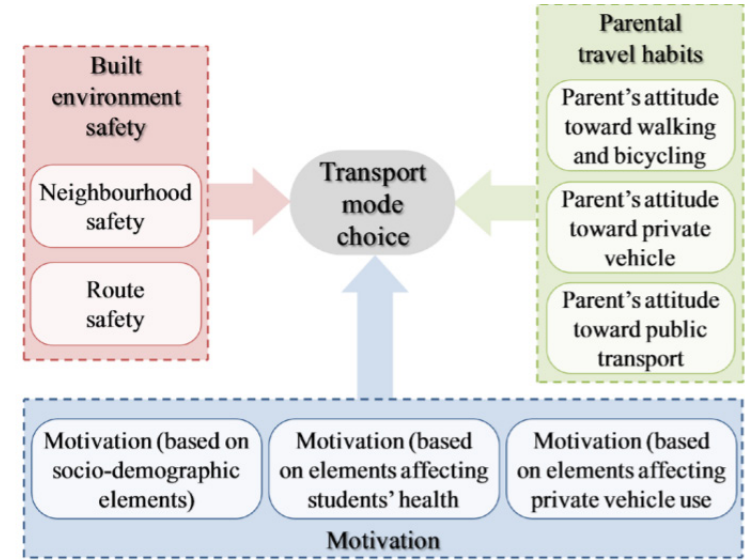 Built
environment
safety
Neighbourhood
safety
Route
safety
Transport
mode
choice
Parental
travel habits
Parent's attitude
toward walking
and bicycling
Parent's attitude
toward private
vehicle
Parent's attitude
toward public
transport
Motivation (based on
socio-demographic
elements)
Motivation (based
on elements affecting
students' health
Motivation (based
on elements affecting
private vehicle use
Motivation